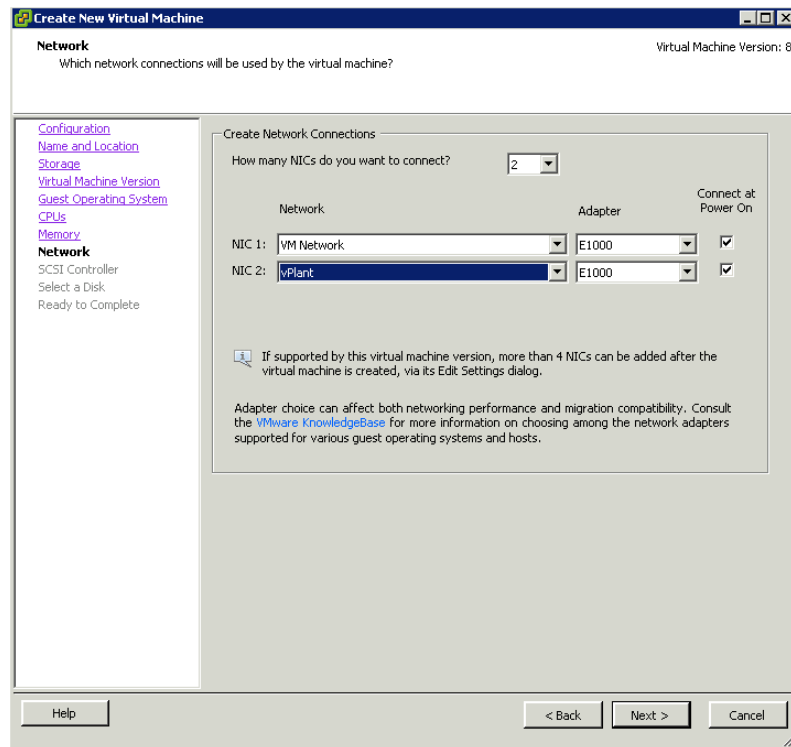 Create New Virtual Machine
Network
Virtual Machine Version: 8
Which network connections will be used by the virtual machine?
Configuration
Name and Location
Storage
Virtual Machine Version
Guest Operating System
CPUs
Memory
Network
SCSI Controller
Select a Disk
Ready to Complete
Create Network Connections
How many NICs do you want to connect? 2
Network Adapter Connect at
Power On
NIC 1: VM Network E1000
NIC 2: vPlant E1000
If supported by this virtual machine version, more than 4 NICs can be added after the
virtual machine is created, via its Edit Settings dialog.
Adapter choice can affect both networking performance and migration compatibility. Consult
the VMware KnowledgeBase for more information on choosing among the network adapters
supported for various guest operating systems and hosts.
Help < Back Next > Cancel